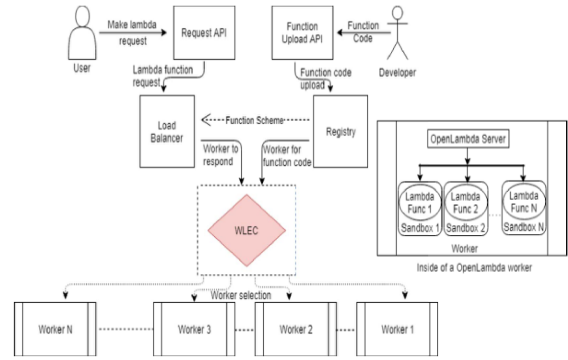 Make lambda
request
User
Request API
Function
Upload API
Function
Code
Developer
Lambda function
request
Function code
upload
Load
Balancer
Function Scheme
Registry
Worker to
respond
Worker for
function code
WLEC
Worker selection
Worker N
Worker 3
Worker 2
Worker 1
OpenLambda Server
Lambda
Func 1
Sandbox 1
Lambda
Func 2
Sandbox 2
Lambda
Func N
Sandbox N
Worker
Inside of a OpenLambda worker